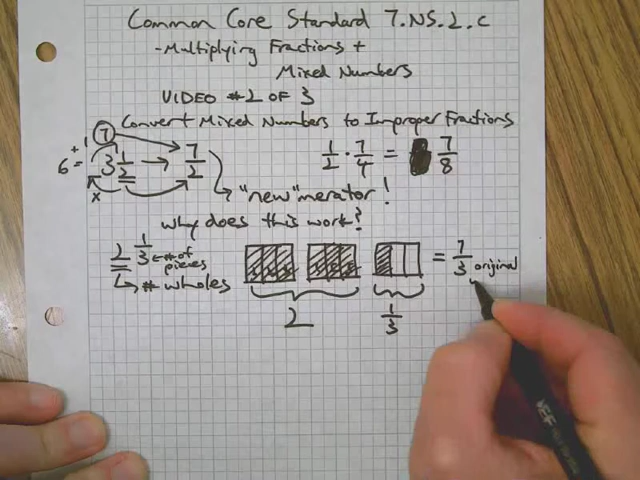 Common Core Standard 7.NS.2.c
- Multiplying Fractions +
Mixed Numbers
VIDEO #2 OF 3
Convert Mixed Numbers to Improper Fractions
7
+
6 = 3 1/2 → 7/2
x
1/2 · 7/4 = 7/8
"new"merator!
Why does this work?
2 1/3 ← # of pieces
↳ # wholes
= 7/3 original
2
1/3